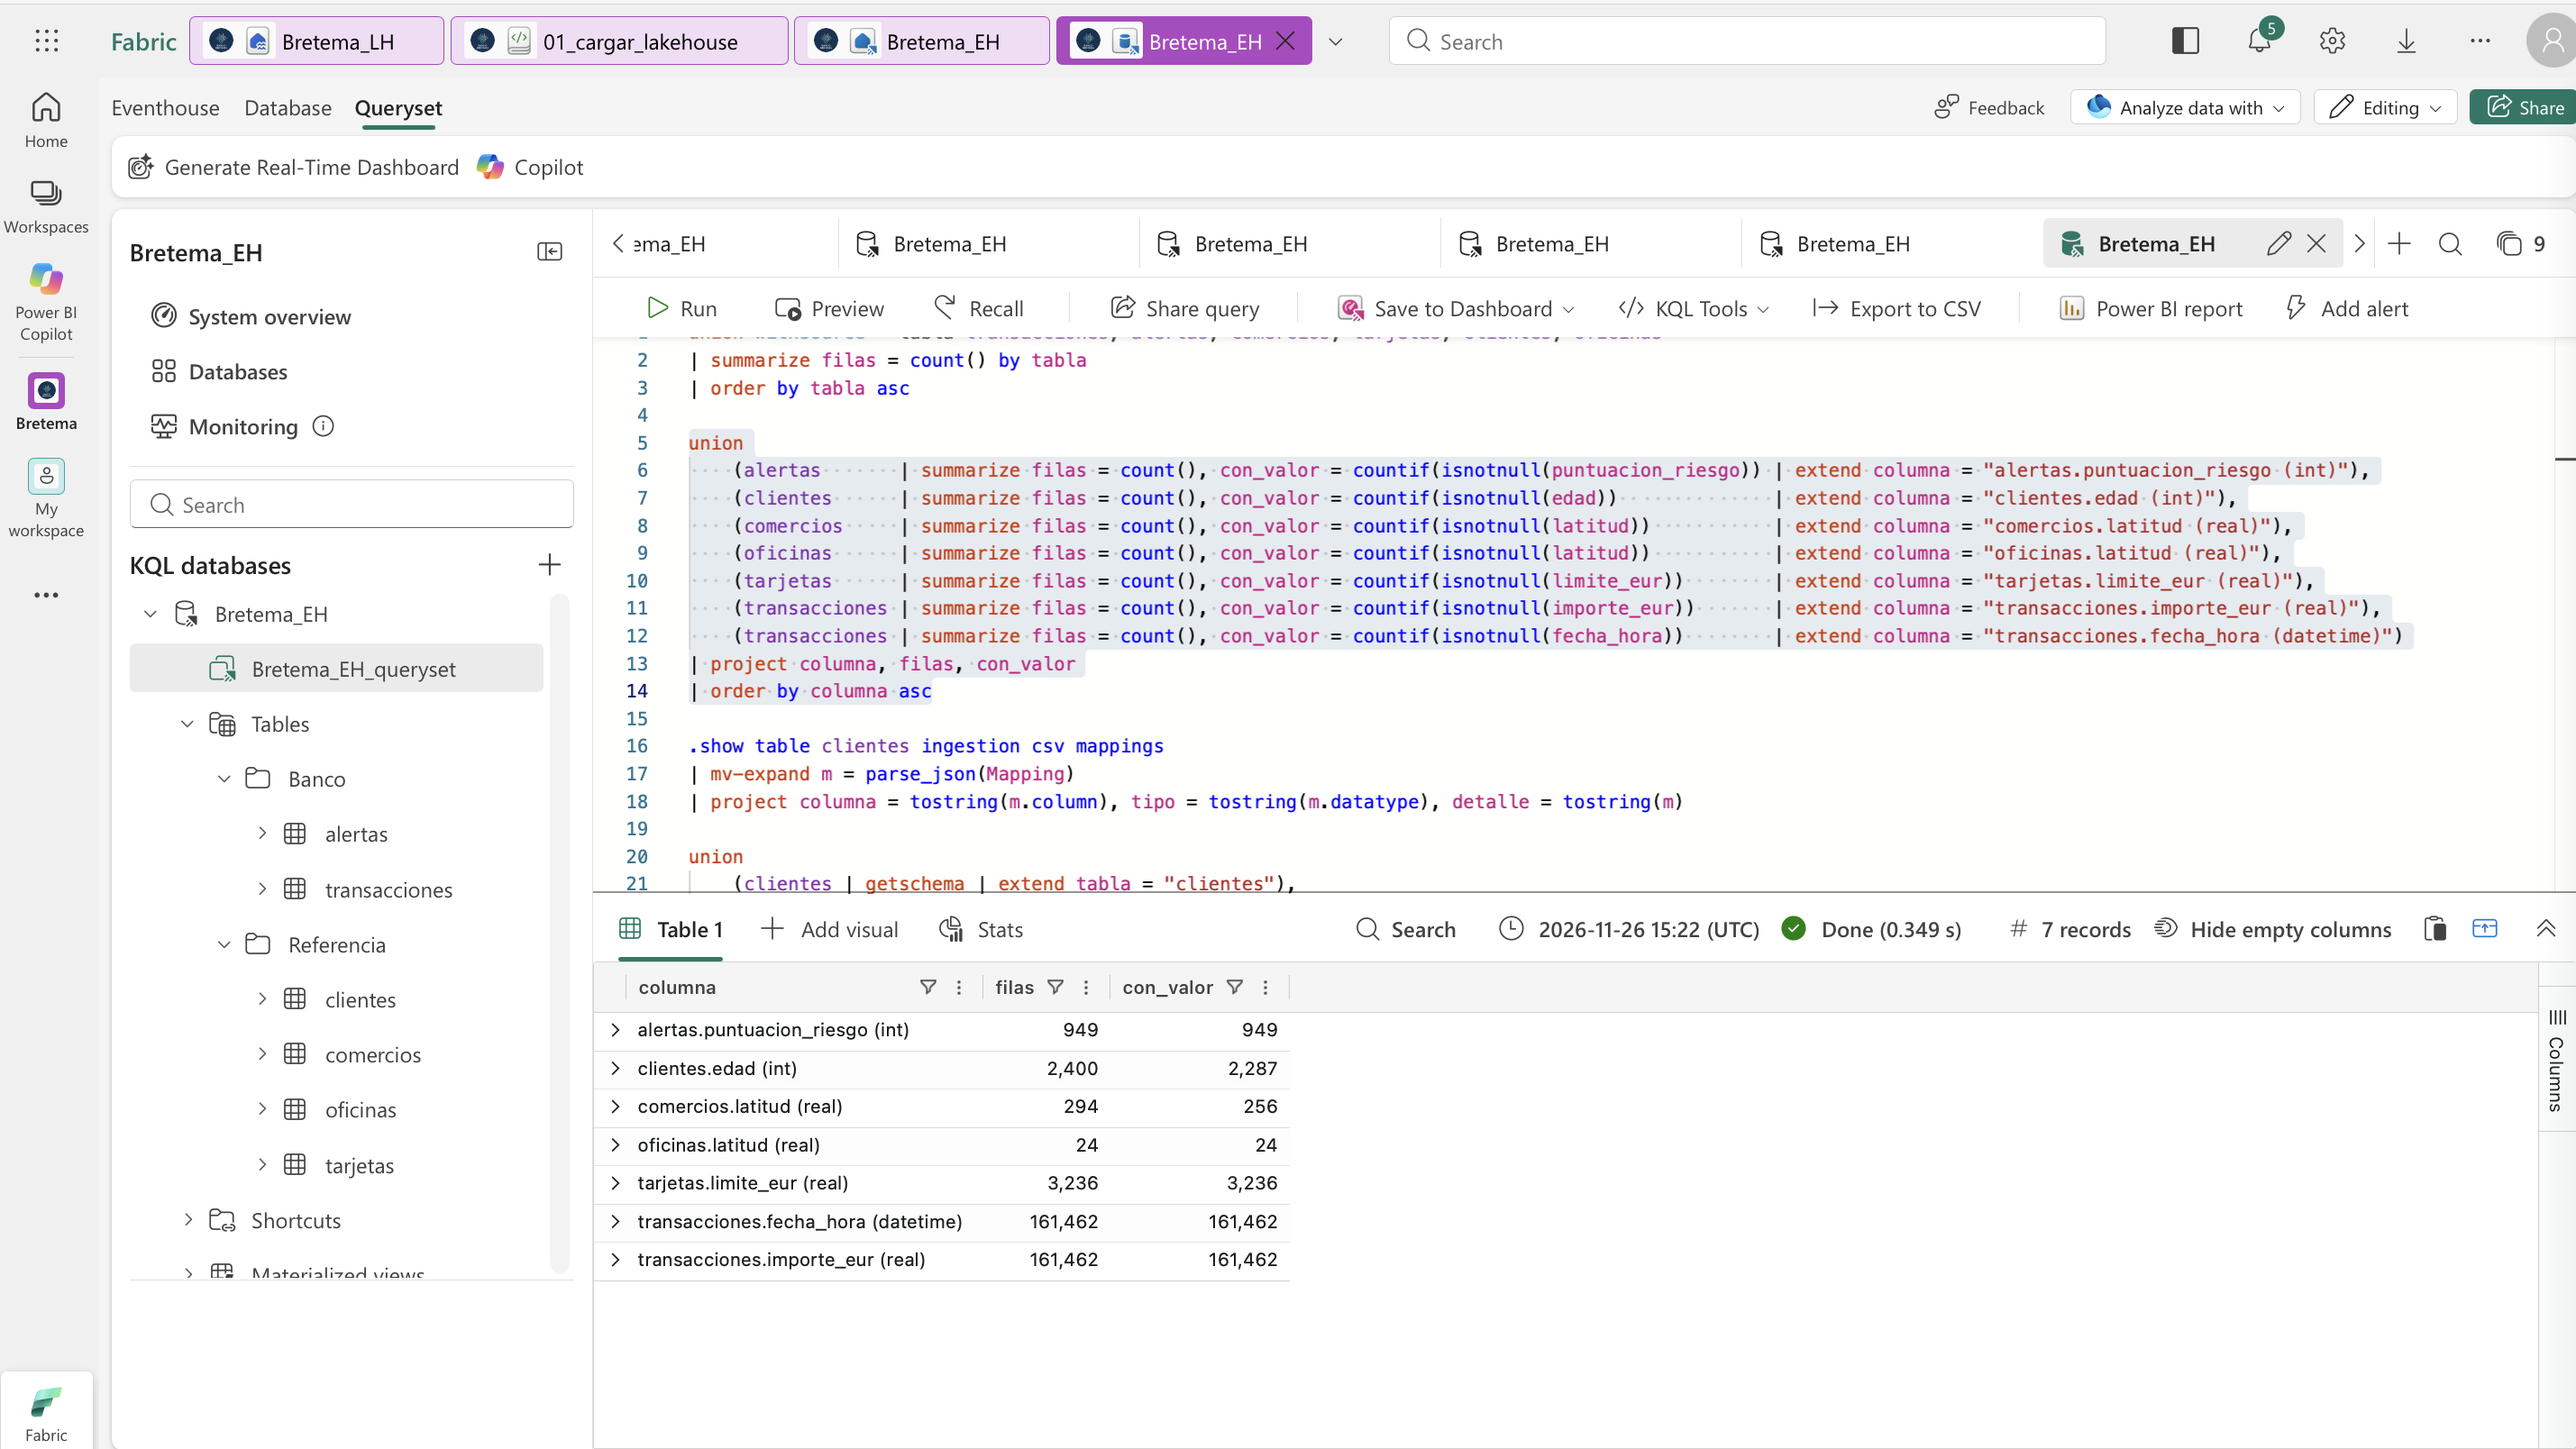 Fabric
Bretema_LH
01_cargar_lakehouse
Bretema_EH
Bretema_EH
Search
5
Home
Workspaces
Power BI
Copilot
Bretema
My
workspace
Fabric
Eventhouse
Database
Queryset
Feedback
Analyze data with
Editing
Share
Generate Real-Time Dashboard
Copilot
Bretema_EH
System overview
Databases
Monitoring
Search
KQL databases
Bretema_EH
Bretema_EH_queryset
Tables
Banco
alertas
transacciones
Referencia
clientes
comercios
oficinas
tarjetas
Shortcuts
Materialized views
ema_EH
Bretema_EH
Bretema_EH
Bretema_EH
Bretema_EH
Bretema_EH
9
Run
Preview
Recall
Share query
Save to Dashboard
KQL Tools
Export to CSV
Power BI report
Add alert
1 union withsource = tabla transacciones, alertas, comercios, tarjetas, clientes, oficinas
2 | summarize filas = count() by tabla
3 | order by tabla asc
4
5 union
6 (alertas | summarize filas = count(), con_valor = countif(isnotnull(puntuacion_riesgo)) | extend columna = "alertas.puntuacion_riesgo (int)"),
7 (clientes | summarize filas = count(), con_valor = countif(isnotnull(edad)) | extend columna = "clientes.edad (int)"),
8 (comercios | summarize filas = count(), con_valor = countif(isnotnull(latitud)) | extend columna = "comercios.latitud (real)"),
9 (oficinas | summarize filas = count(), con_valor = countif(isnotnull(latitud)) | extend columna = "oficinas.latitud (real)"),
10 (tarjetas | summarize filas = count(), con_valor = countif(isnotnull(limite_eur)) | extend columna = "tarjetas.limite_eur (real)"),
11 (transacciones | summarize filas = count(), con_valor = countif(isnotnull(importe_eur)) | extend columna = "transacciones.importe_eur (real)"),
12 (transacciones | summarize filas = count(), con_valor = countif(isnotnull(fecha_hora)) | extend columna = "transacciones.fecha_hora (datetime)")
13 | project columna, filas, con_valor
14 | order by columna asc
15
16 .show table clientes ingestion csv mappings
17 | mv-expand m = parse_json(Mapping)
18 | project columna = tostring(m.column), tipo = tostring(m.datatype), detalle = tostring(m)
19
20 union
21 (clientes | getschema | extend tabla = "clientes"),
Table 1
Add visual
Stats
Search
2026-11-26 15:22 (UTC)
Done (0.349 s)
7 records
Hide empty columns
columna filas con_valor
alertas.puntuacion_riesgo (int) 949 949
clientes.edad (int) 2,400 2,287
comercios.latitud (real) 294 256
oficinas.latitud (real) 24 24
tarjetas.limite_eur (real) 3,236 3,236
transacciones.fecha_hora (datetime) 161,462 161,462
transacciones.importe_eur (real) 161,462 161,462
Columns